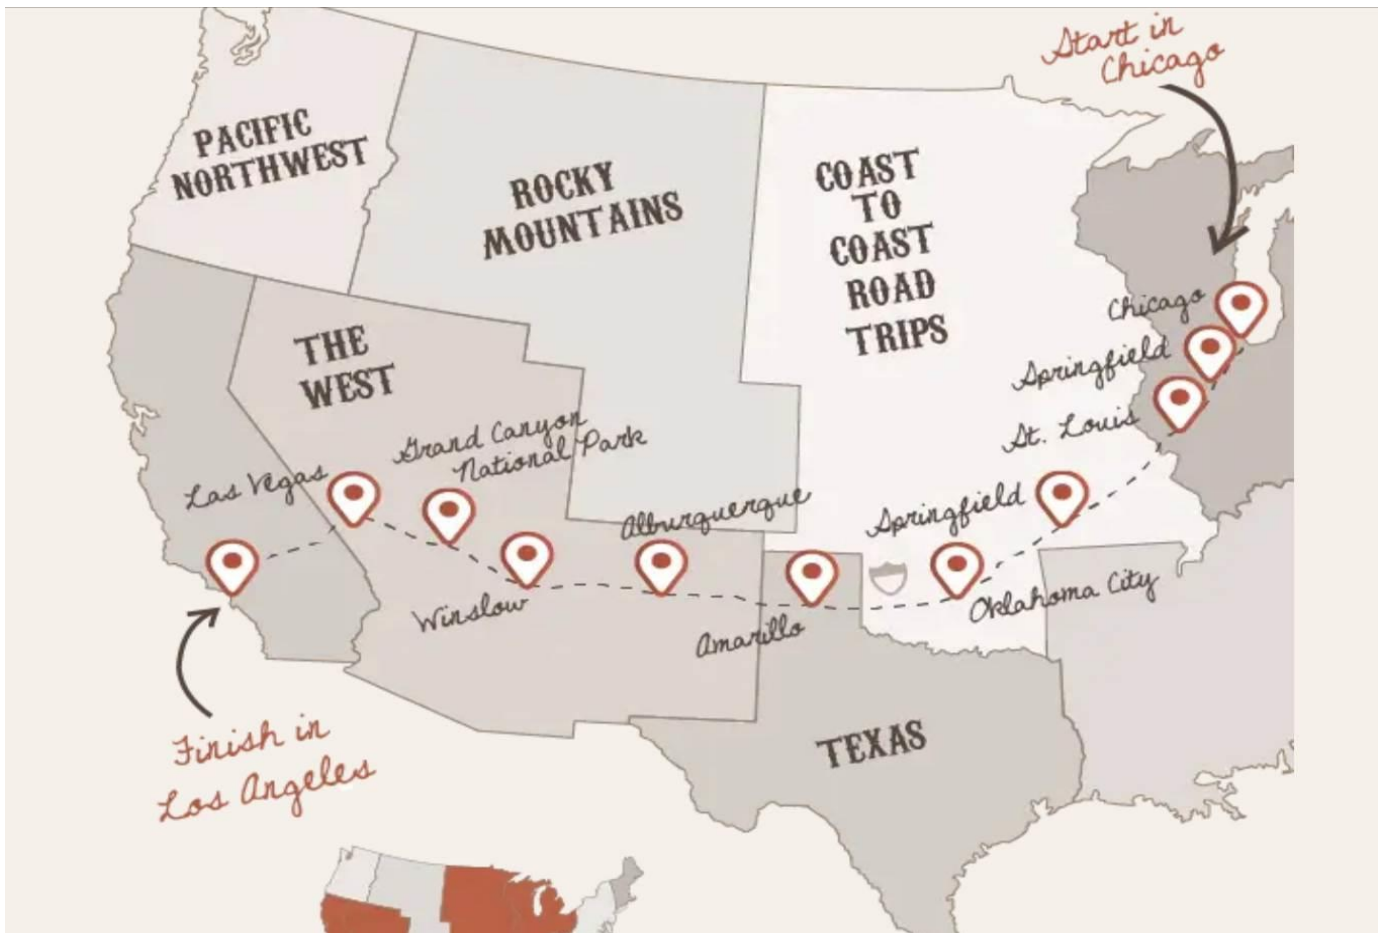 Start in
Chicago
PACIFIC
NORTHWEST
ROCKY
MOUNTAINS
COAST
TO
COAST
ROAD
TRIPS
Chicago
THE
WEST
Springfield
St. Louis
Grand Canyon
National Park
Las Vegas
Alburquerque
Springfield
Winslow
Amarillo
Oklahoma City
TEXAS
Finish in
Los Angeles